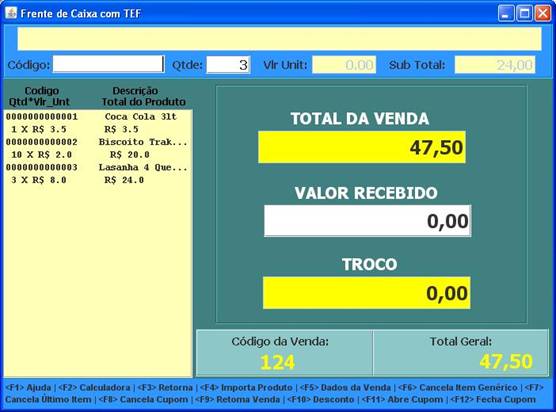 Frente de Caixa com TEF
Código: Qtde: 3 Vlr Unit: 0.00 Sub Total: 24,00
Codigo Descrição
Qtd*Vlr_Unt Total do Produto
0000000000001 Coca Cola 3lt
1 X R$ 3.5 R$ 3.5
0000000000002 Biscoito Trak...
10 X R$ 2.0 R$ 20.0
0000000000003 Lasanha 4 Que...
3 X R$ 8.0 R$ 24.0
TOTAL DA VENDA
47,50
VALOR RECEBIDO
0,00
TROCO
0,00
Código da Venda: Total Geral:
124 47,50
<F1> Ajuda | <F2> Calculadora | <F3> Retorna | <F4> Importa Produto | <F5> Dados da Venda | <F6> Cancela Item Genérico | <F7>
Cancela Último Item | <F8> Cancela Cupom | <F9> Retorna Venda | <F10> Desconto | <F11> Abre Cupom | <F12> Fecha Cupom